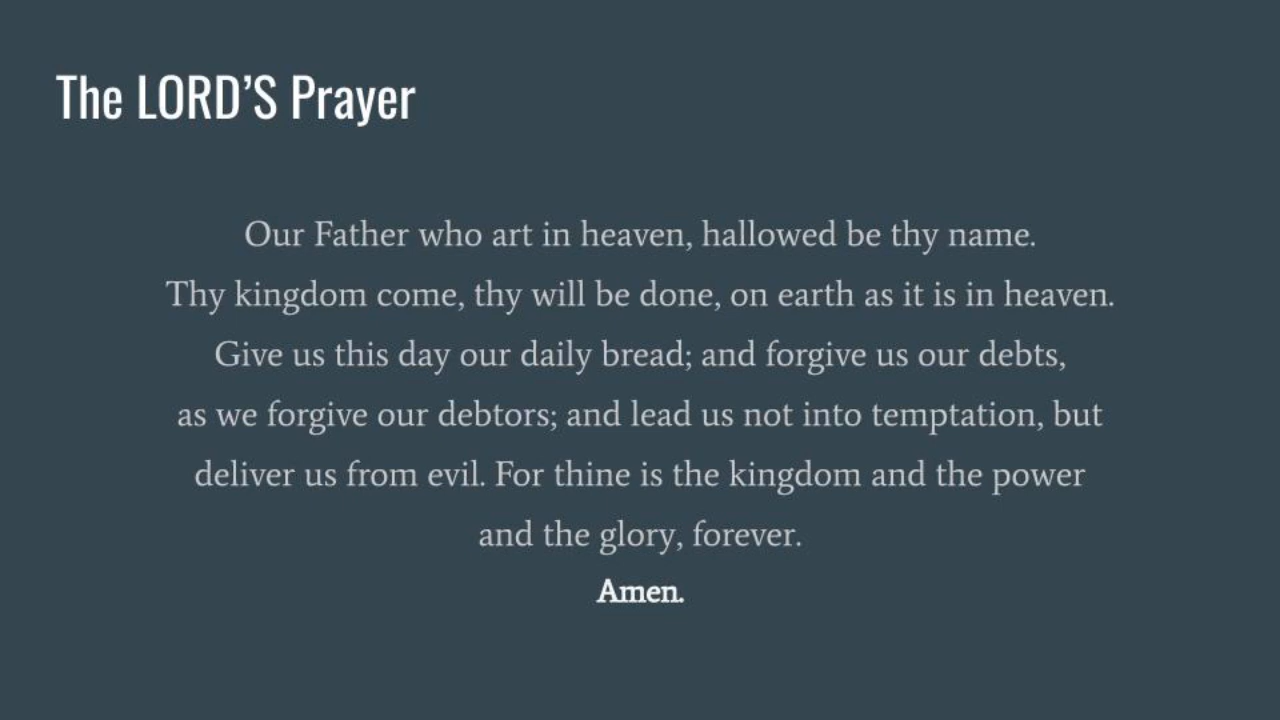 The LORD’S Prayer
Our Father who art in heaven, hallowed be thy name.
Thy kingdom come, thy will be done, on earth as it is in heaven.
Give us this day our daily bread; and forgive us our debts,
as we forgive our debtors; and lead us not into temptation, but
deliver us from evil. For thine is the kingdom and the power
and the glory, forever.
Amen.